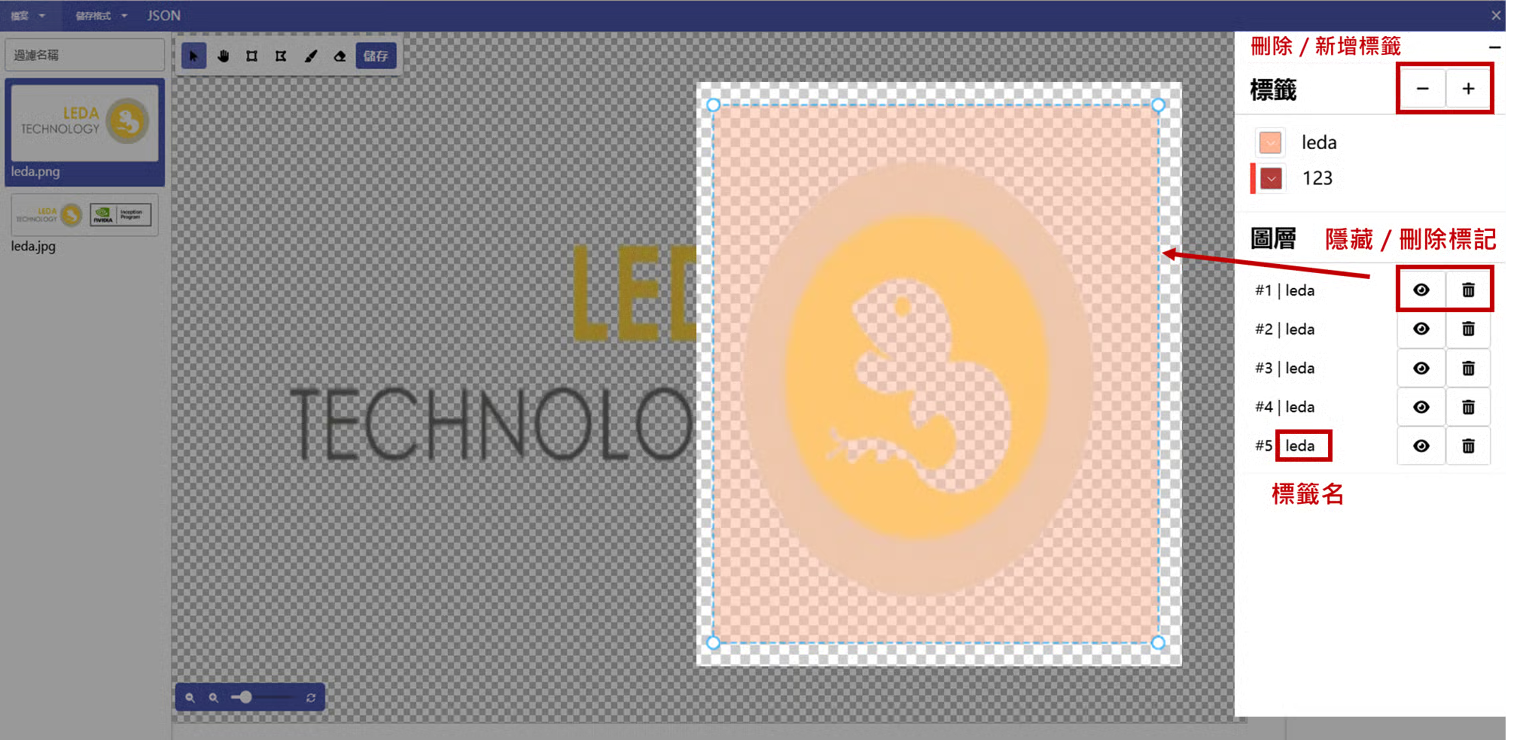 檔案 儲存格式 JSON
過濾名稱
儲存
LEDA
TECHNOLOGY
leda.png
LEDA
TECHNOLOGY
NVIDIA
Inception
Program
leda.jpg
LED
TECHNOLO
刪除 / 新增標籤
標籤
leda
123
圖層 隱藏 / 刪除標記
#1 | leda
#2 | leda
#3 | leda
#4 | leda
#5 leda
標籤名